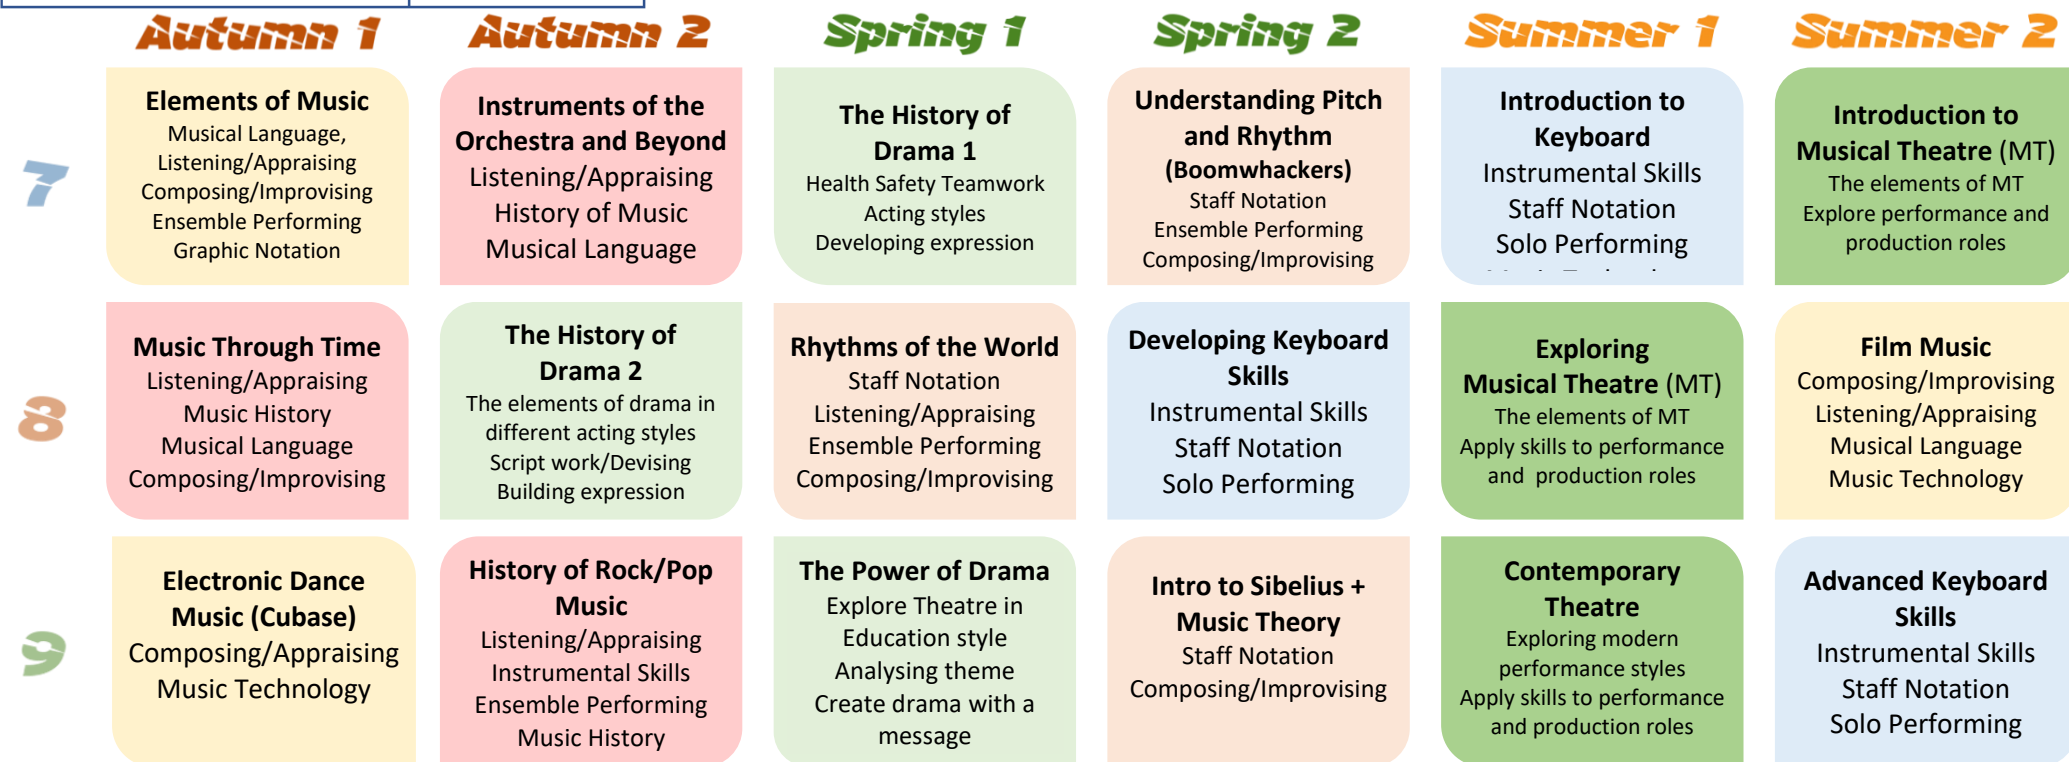 Autumn 1
Autumn 2
Spring 1
Spring 2
Summer 1
Summer 2
7
Elements of Music
Musical Language,
Listening/Appraising
Composing/Improvising
Ensemble Performing
Graphic Notation
Instruments of the
Orchestra and Beyond
Listening/Appraising
History of Music
Musical Language
The History of
Drama 1
Health Safety Teamwork
Acting styles
Developing expression
Understanding Pitch
and Rhythm
(Boomwhackers)
Staff Notation
Ensemble Performing
Composing/Improvising
Introduction to
Keyboard
Instrumental Skills
Staff Notation
Solo Performing
Introduction to
Musical Theatre (MT)
The elements of MT
Explore performance and
production roles
8
Music Through Time
Listening/Appraising
Music History
Musical Language
Composing/Improvising
The History of
Drama 2
The elements of drama in
different acting styles
Script work/Devising
Building expression
Rhythms of the World
Staff Notation
Listening/Appraising
Ensemble Performing
Composing/Improvising
Developing Keyboard
Skills
Instrumental Skills
Staff Notation
Solo Performing
Exploring
Musical Theatre (MT)
The elements of MT
Apply skills to performance
and production roles
Film Music
Composing/Improvising
Listening/Appraising
Musical Language
Music Technology
9
Electronic Dance
Music (Cubase)
Composing/Appraising
Music Technology
History of Rock/Pop
Music
Listening/Appraising
Instrumental Skills
Ensemble Performing
Music History
The Power of Drama
Explore Theatre in
Education style
Analysing theme
Create drama with a
message
Intro to Sibelius +
Music Theory
Staff Notation
Composing/Improvising
Contemporary
Theatre
Exploring modern
performance styles
Apply skills to performance
and production roles
Advanced Keyboard
Skills
Instrumental Skills
Staff Notation
Solo Performing